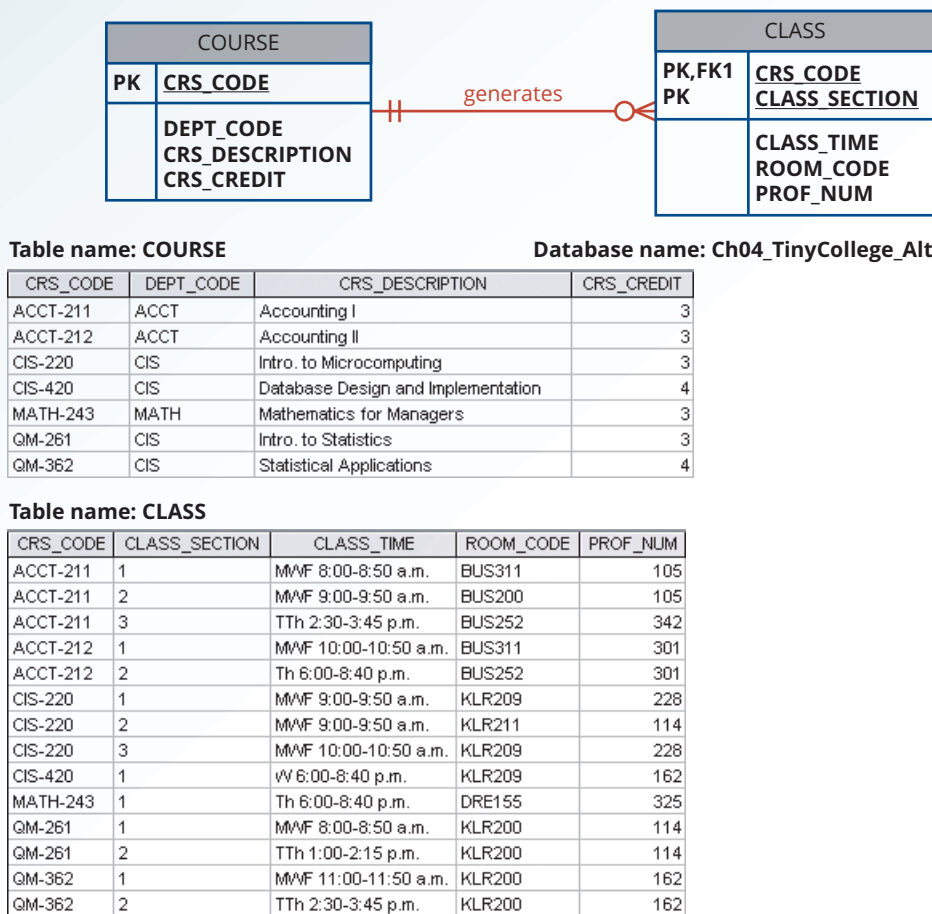 COURSE
PK CRS_CODE
DEPT_CODE
CRS_DESCRIPTION
CRS_CREDIT
generates
CLASS
PK,FK1 CRS_CODE
PK CLASS_SECTION
CLASS_TIME
ROOM_CODE
PROF_NUM
Table name: COURSE Database name: Ch04_TinyCollege_Alt
CRS_CODE DEPT_CODE CRS_DESCRIPTION CRS_CREDIT
ACCT-211 ACCT Accounting I 3
ACCT-212 ACCT Accounting II 3
CIS-220 CIS Intro. to Microcomputing 3
CIS-420 CIS Database Design and Implementation 4
MATH-243 MATH Mathematics for Managers 3
QM-261 CIS Intro. to Statistics 3
QM-362 CIS Statistical Applications 4
Table name: CLASS
CRS_CODE CLASS_SECTION CLASS_TIME ROOM_CODE PROF_NUM
ACCT-211 1 MWF 8:00-8:50 a.m. BUS311 105
ACCT-211 2 MWF 9:00-9:50 a.m. BUS200 105
ACCT-211 3 TTh 2:30-3:45 p.m. BUS252 342
ACCT-212 1 MWF 10:00-10:50 a.m. BUS311 301
ACCT-212 2 Th 6:00-8:40 p.m. BUS252 301
CIS-220 1 MWF 9:00-9:50 a.m. KLR209 228
CIS-220 2 MWF 9:00-9:50 a.m. KLR211 114
CIS-220 3 MWF 10:00-10:50 a.m. KLR209 228
CIS-420 1 W 6:00-8:40 p.m. KLR209 162
MATH-243 1 Th 6:00-8:40 p.m. DRE155 325
QM-261 1 MWF 8:00-8:50 a.m. KLR200 114
QM-261 2 TTh 1:00-2:15 p.m. KLR200 114
QM-362 1 MWF 11:00-11:50 a.m. KLR200 162
QM-362 2 TTh 2:30-3:45 p.m. KLR200 162